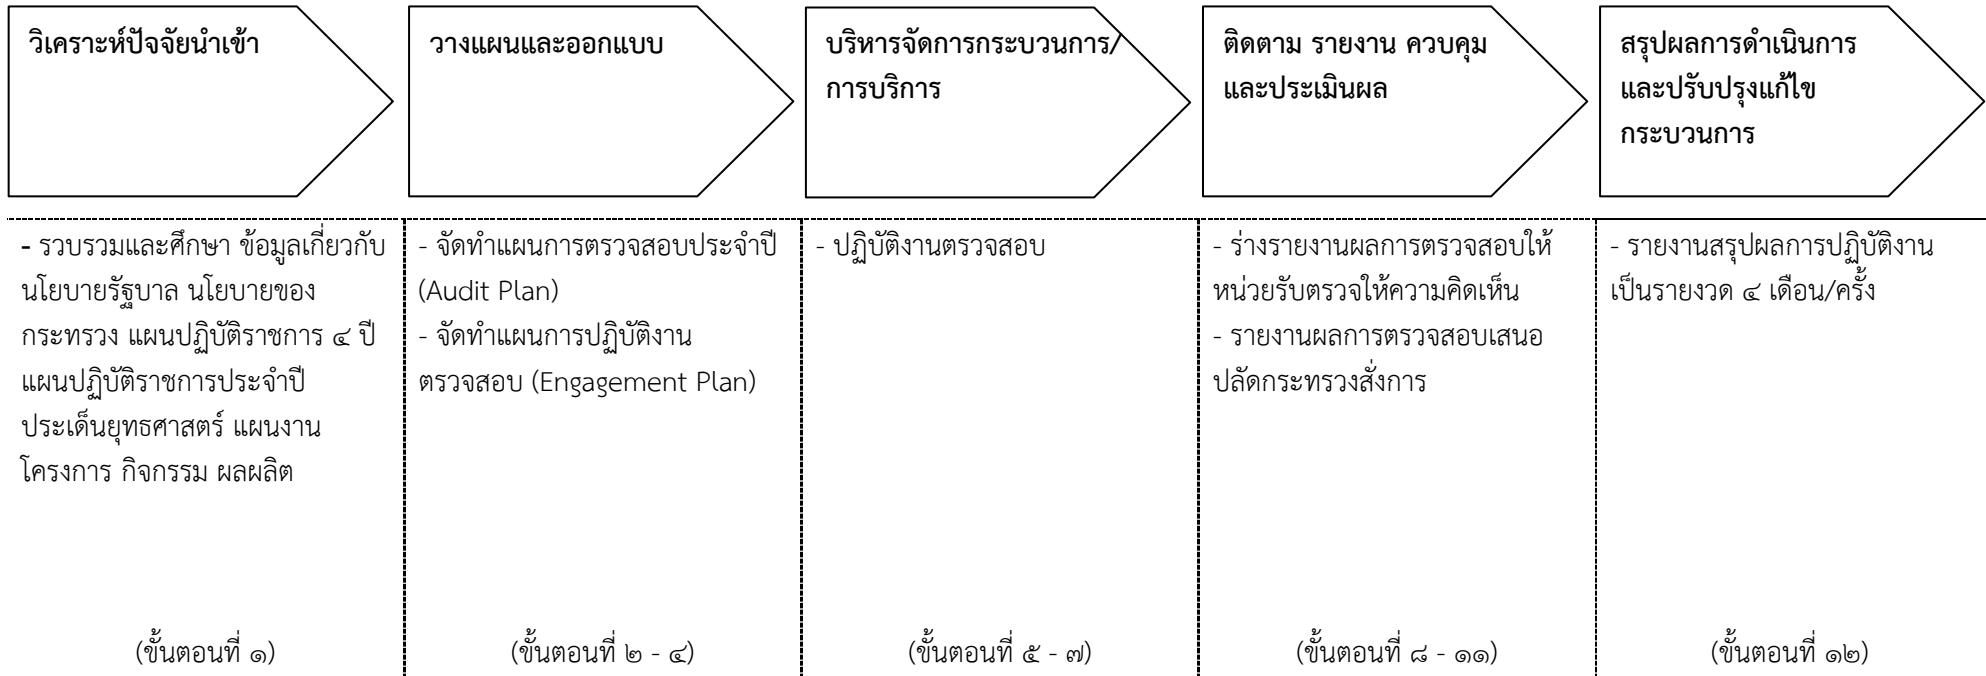 วิเคราะห์ปัจจัยนำเข้า
วางแผนและออกแบบ
บริหารจัดการกระบวนการ/
การบริการ
ติดตาม รายงาน ควบคุม
และประเมินผล
สรุปผลการดำเนินการ
และปรับปรุงแก้ไข
กระบวนการ
- รวบรวมและศึกษา ข้อมูลเกี่ยวกับ
นโยบายรัฐบาล นโยบายของ
กระทรวง แผนปฏิบัติราชการ ๔ ปี
แผนปฏิบัติราชการประจำปี
ประเด็นยุทธศาสตร์ แผนงาน
โครงการ กิจกรรม ผลผลิต
(ขั้นตอนที่ ๑)
- จัดทำแผนการตรวจสอบประจำปี
(Audit Plan)
- จัดทำแผนการปฏิบัติงาน
ตรวจสอบ (Engagement Plan)
(ขั้นตอนที่ ๒ - ๔)
- ปฏิบัติงานตรวจสอบ
(ขั้นตอนที่ ๕ - ๗)
- ร่างรายงานผลการตรวจสอบให้
หน่วยรับตรวจให้ความคิดเห็น
- รายงานผลการตรวจสอบเสนอ
ปลัดกระทรวงสั่งการ
(ขั้นตอนที่ ๘ - ๑๑)
- รายงานสรุปผลการปฏิบัติงาน
เป็นรายงวด ๔ เดือน/ครั้ง
(ขั้นตอนที่ ๑๒)